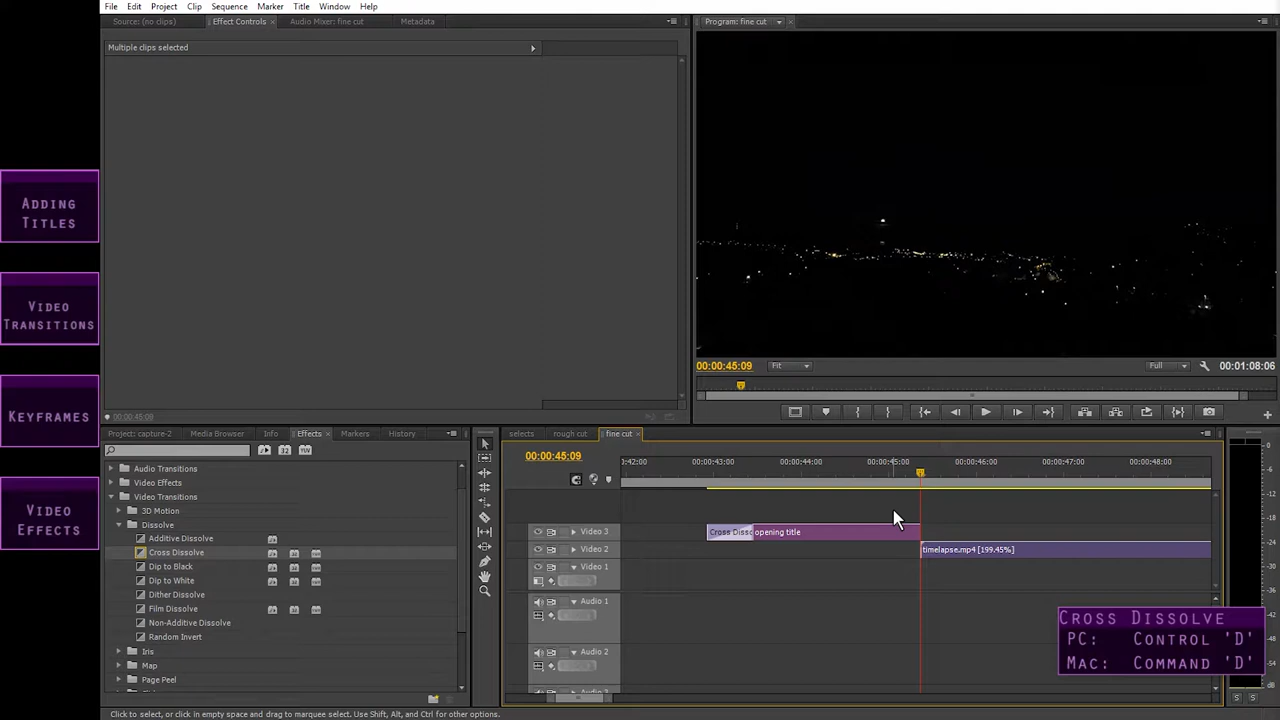 File Edit Project Clip Sequence Marker Title Window Help
Source: (no clips) Effect Controls × Audio Mixer: fine cut Metadata
Program: fine cut
Multiple clips selected
ADDING
TITLES
VIDEO
TRANSITIONS
KEYFRAMES
VIDEO
EFFECTS
00:00:45:09 Fit Full 00:01:08:06
00:00:45:09
Project: capture-2 Media Browser Info Effects × Markers History
Audio Transitions
Video Effects
Video Transitions
3D Motion
Dissolve
Additive Dissolve
Cross Dissolve
Dip to Black
Dip to White
Dither Dissolve
Film Dissolve
Non-Additive Dissolve
Random Invert
Iris
Map
Page Peel
selects rough cut fine cut ×
00:00:45:09
0:42:00 00:00:43:00 00:00:44:00 00:00:45:00 00:00:46:00 00:00:47:00 00:00:48:00
Video 3 Cross Disso opening title
Video 2 timelapse.mp4 [199.45%]
Video 1
Audio 1
Audio 2
CROSS DISSOLVE
PC: CONTROL 'D'
MAC: COMMAND 'D'
Click to select, or click in empty space and drag to marquee select. Use Shift, Alt, and Ctrl for other options.